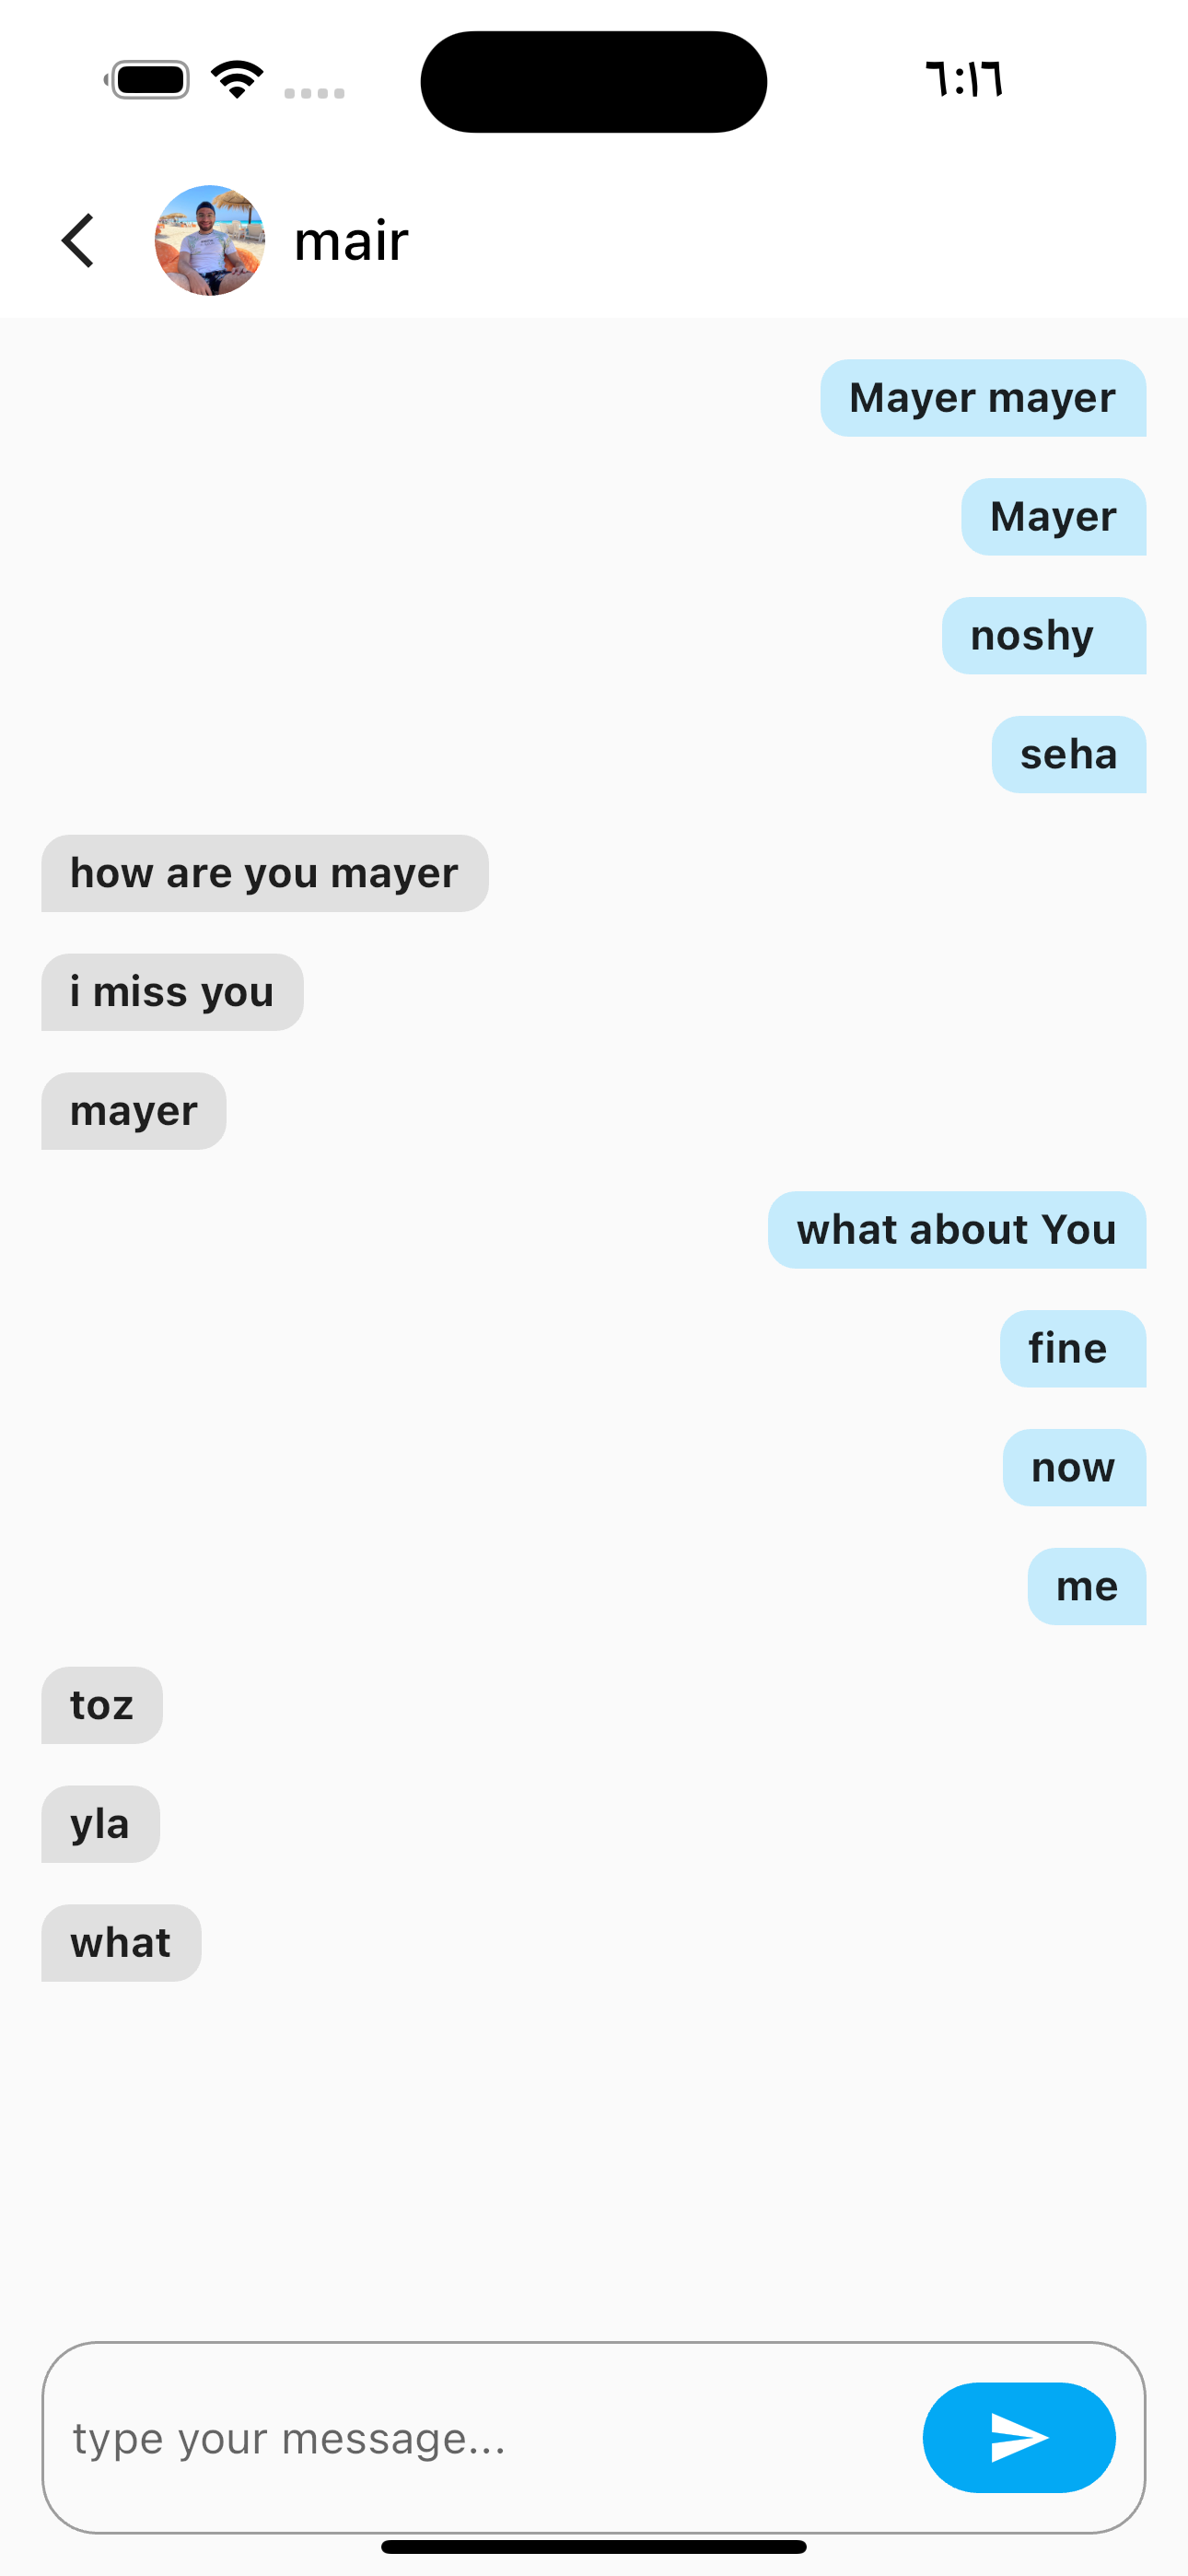 ٦:١٦
mair
Mayer mayer
Mayer
noshy
seha
how are you mayer
i miss you
mayer
what about You
fine
now
me
toz
yla
what
type your message...